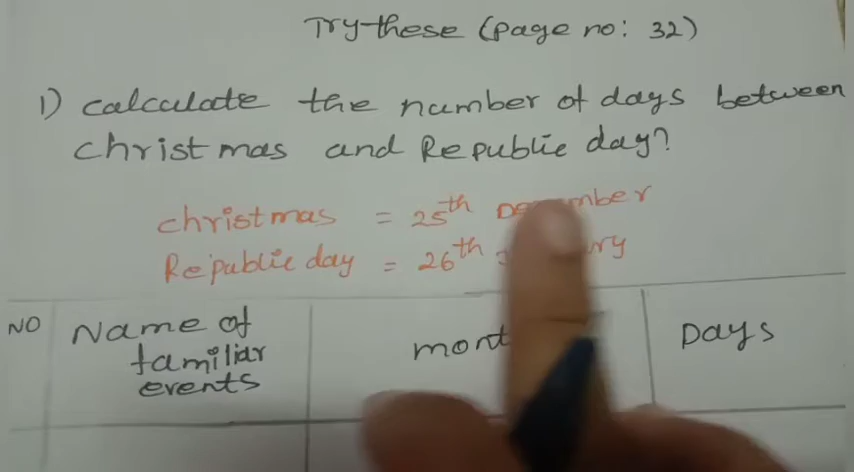 Try these (page no: 32)
1) calculate the number of days between
christmas and Republic day?
christmas = 25th December
Republic day = 26th
NO Name of familiar events Days